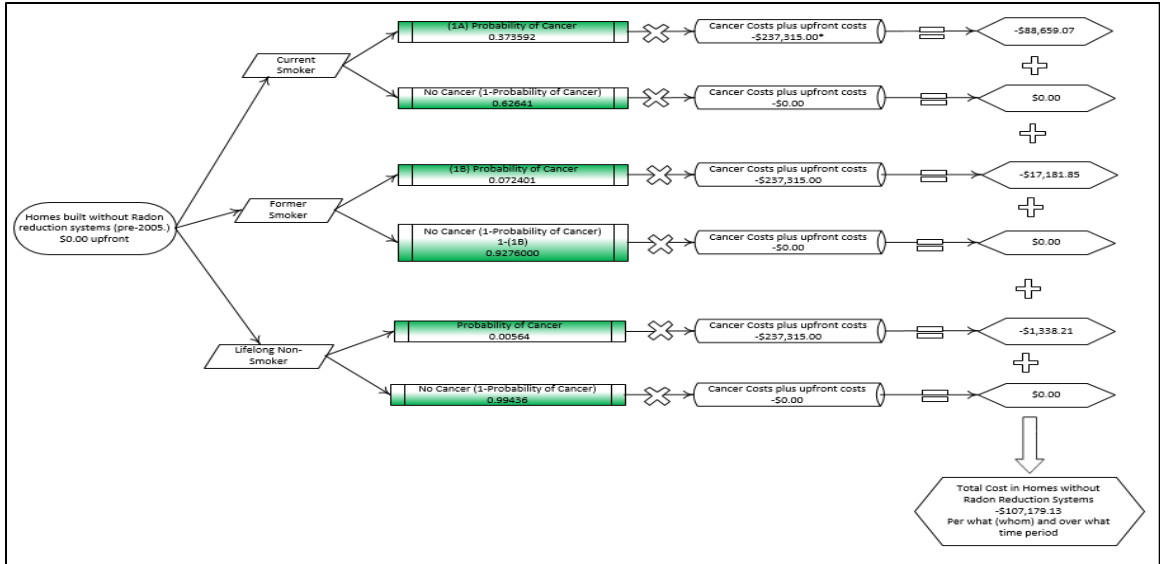 Homes built without Radon
reduction systems (pre-2005.)
$0.00 upfront
Current
Smoker
(1A) Probability of Cancer
0.373592
Cancer Costs plus upfront costs
-$237,315.00*
-$88,659.07
No Cancer (1-Probability of Cancer)
0.62641
Cancer Costs plus upfront costs
-$0.00
$0.00
Former
Smoker
(1B) Probability of Cancer
0.072401
Cancer Costs plus upfront costs
-$237,315.00
-$17,181.85
No Cancer (1-Probability of Cancer)
1-(1B)
0.9276000
Cancer Costs plus upfront costs
-$0.00
$0.00
Lifelong Non-
Smoker
Probability of Cancer
0.00564
Cancer Costs plus upfront costs
-$237,315.00
-$1,338.21
No Cancer (1-Probability of Cancer)
0.99436
Cancer Costs plus upfront costs
-$0.00
$0.00
Total Cost in Homes without
Radon Reduction Systems
-$107,179.13
Per what (whom) and over what
time period